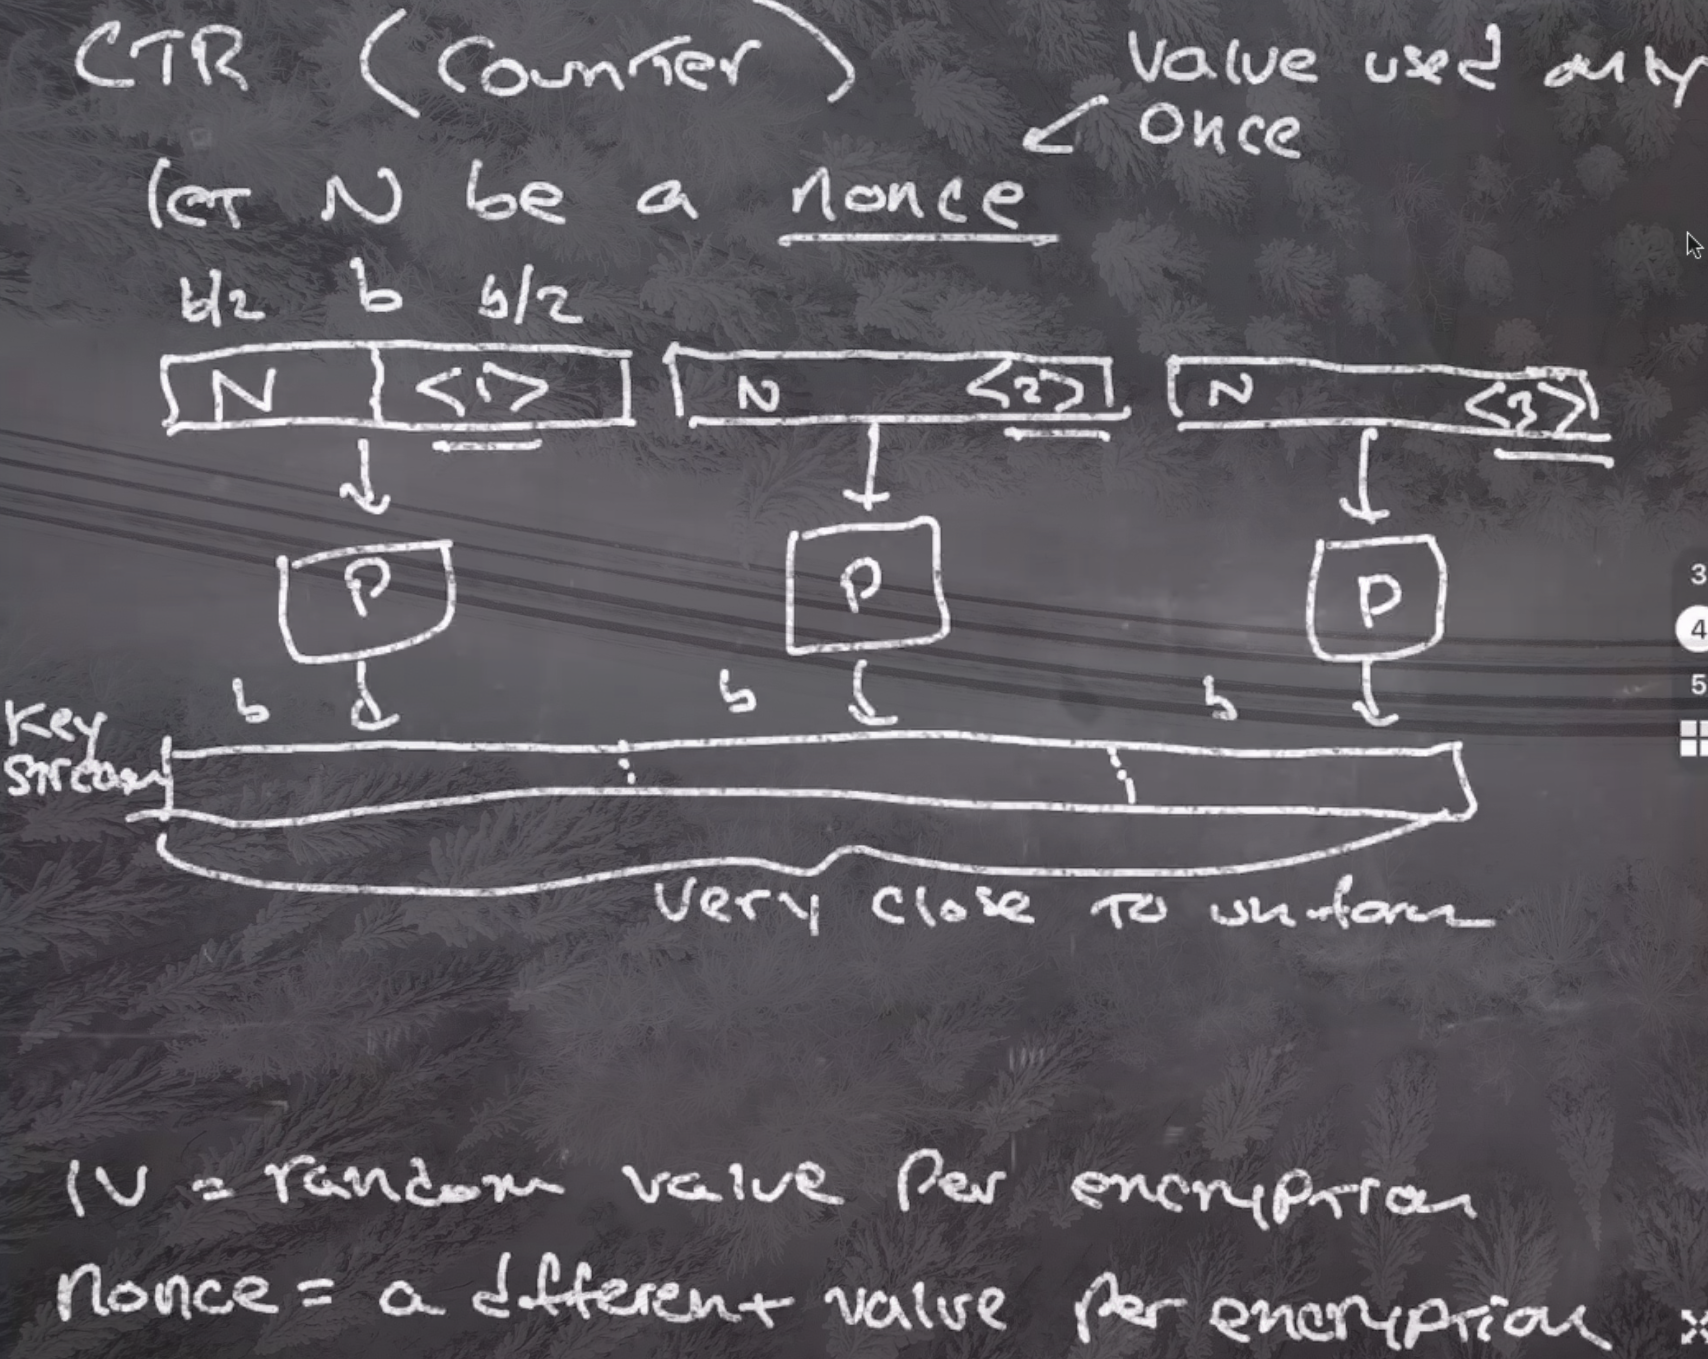 CTR (Counter)
Value used only
Once
let N be a nonce
b/2 b b/2
N <1> N <2> N <3>
P P P
b b b
Key
Stream
very close to uniform
IV = random value per encryption
nonce = a different value per encryption
3
4
5